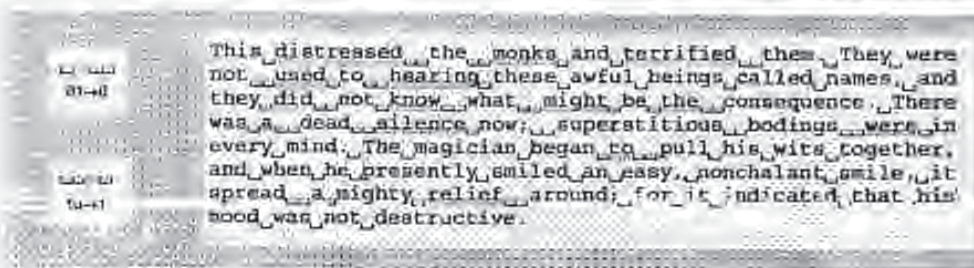 This␣distressed␣␣the␣␣monks␣and␣terrified␣␣them.␣They␣were
not␣␣used␣to␣␣hearing␣these␣awful␣beings␣called␣names,␣and
they␣did␣␣not␣know␣␣what␣␣might␣be␣the␣␣consequence.␣There
was␣a␣␣dead␣␣silence␣now;␣␣superstitious␣␣bodings␣␣were␣in
every␣mind.␣The␣magician␣began␣to␣␣pull␣his␣wits␣together,
and␣when␣he␣presently␣smiled␣an␣easy,␣nonchalant␣smile,␣it
spread␣␣a␣mighty␣relief␣␣around;␣for␣it␣indicated␣that␣his
mood␣was␣not␣destructive.